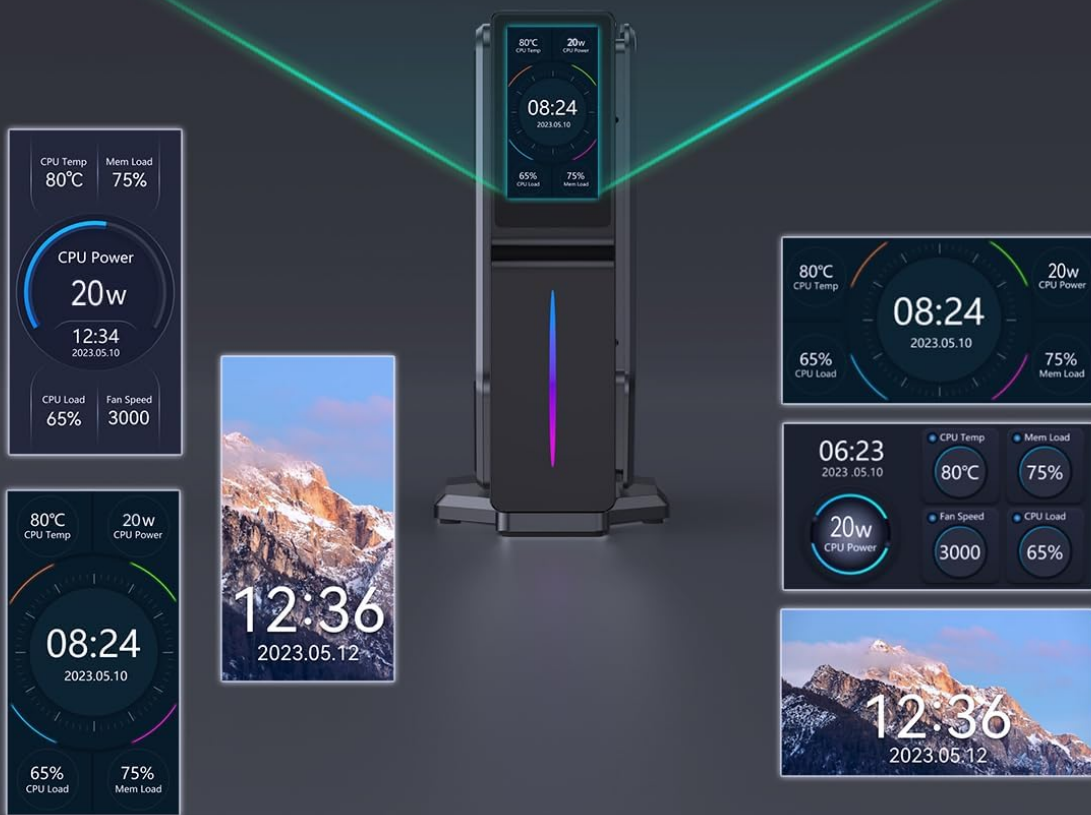 80℃ 20w
CPU Temp CPU Power
08:24
2023.05.10
65% 75%
CPU Load Mem Load
CPU Temp Mem Load
80℃ 75%
CPU Power
20w
12:34
2023.05.10
CPU Load Fan Speed
65% 3000
12:36
2023.05.12
80℃ 20w
CPU Temp CPU Power
08:24
2023.05.10
65% 75%
CPU Load Mem Load
80℃ 20w
CPU Temp CPU Power
08:24
2023.05.10
65% 75%
CPU Load Mem Load
06:23
2023 .05.10
20w
CPU Power
CPU Temp Mem Load
80℃ 75%
Fan Speed CPU Load
3000 65%
12:36
2023.05.12